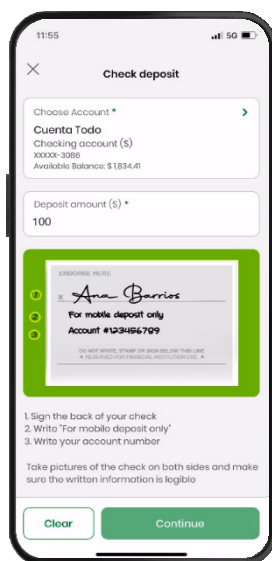 11:55
5G
Check deposit
Choose Account *
Cuenta Todo
Checking account ($)
XXXXX-3086
Available Balance: $1,834.41
Deposit amount ($) *
100
ENDORSE HERE
1 x Ana Barrios
2 For mobile deposit only
3 Account #123456789
DO NOT WRITE, STAMP OR SIGN BELOW THIS LINE
* RESERVED FOR FINANCIAL INSTITUTION USE *
1. Sign the back of your check
2. Write "For mobile deposit only"
3. Write your account number
Take pictures of the check on both sides and make
sure the written information is legible
Clear
Continue